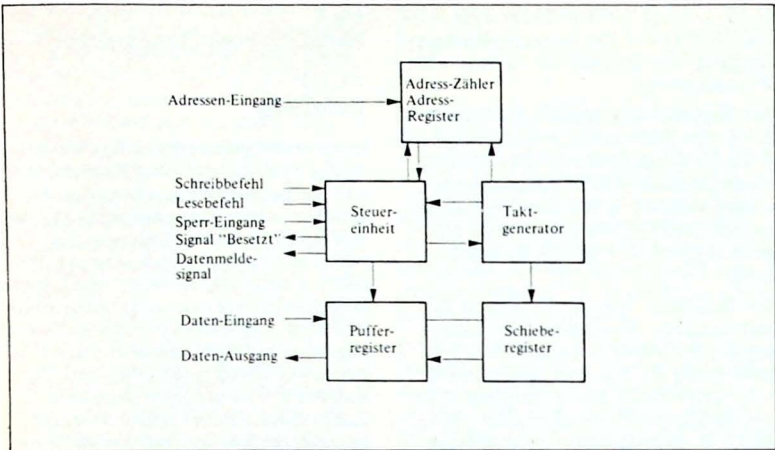 Adress-Zähler
Adress-
Register
Adressen-Eingang
Schreibbefehl
Lesebefehl
Sperr-Eingang
Signal "Besetzt"
Datenmelde-
signal
Steuer-
einheit
Takt-
generator
Daten-Eingang
Daten-Ausgang
Puffer-
register
Schiebe-
register